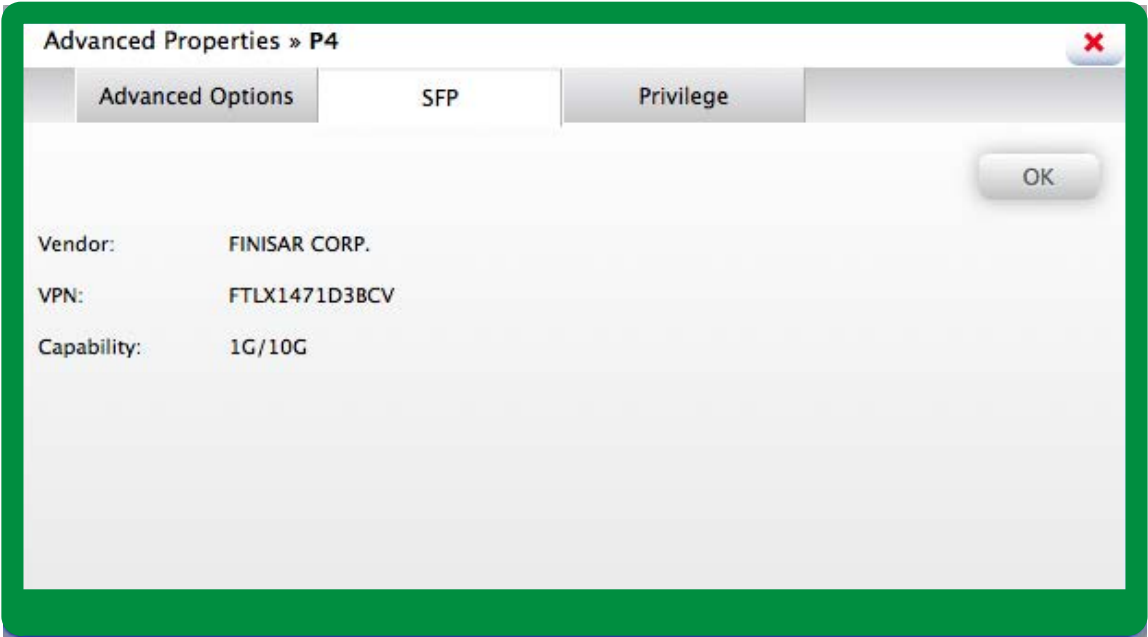 Advanced Properties » P4
Advanced Options SFP Privilege
OK
Vendor: FINISAR CORP.
VPN: FTLX1471D3BCV
Capability: 1G/10G